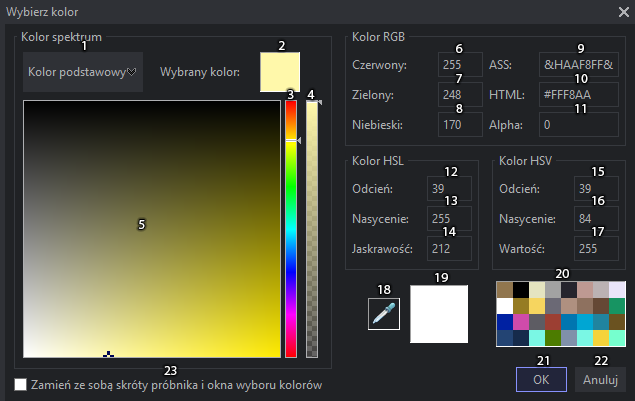 Wybierz kolor
Kolor spektrum
1
Kolor podstawowy
Wybrany kolor:
2
3
4
5
Kolor RGB
6
Czerwony: 255
7
Zielony: 248
8
Niebieski: 170
9
ASS: &HAAF8FF&
10
HTML: #FFF8AA
11
Alpha: 0
Kolor HSL
12
Odcień: 39
13
Nasycenie: 255
14
Jaskrawość: 212
Kolor HSV
15
Odcień: 39
16
Nasycenie: 84
17
Wartość: 255
18
19
20
21
OK
22
Anuluj
23
Zamień ze sobą skróty próbnika i okna wyboru kolorów